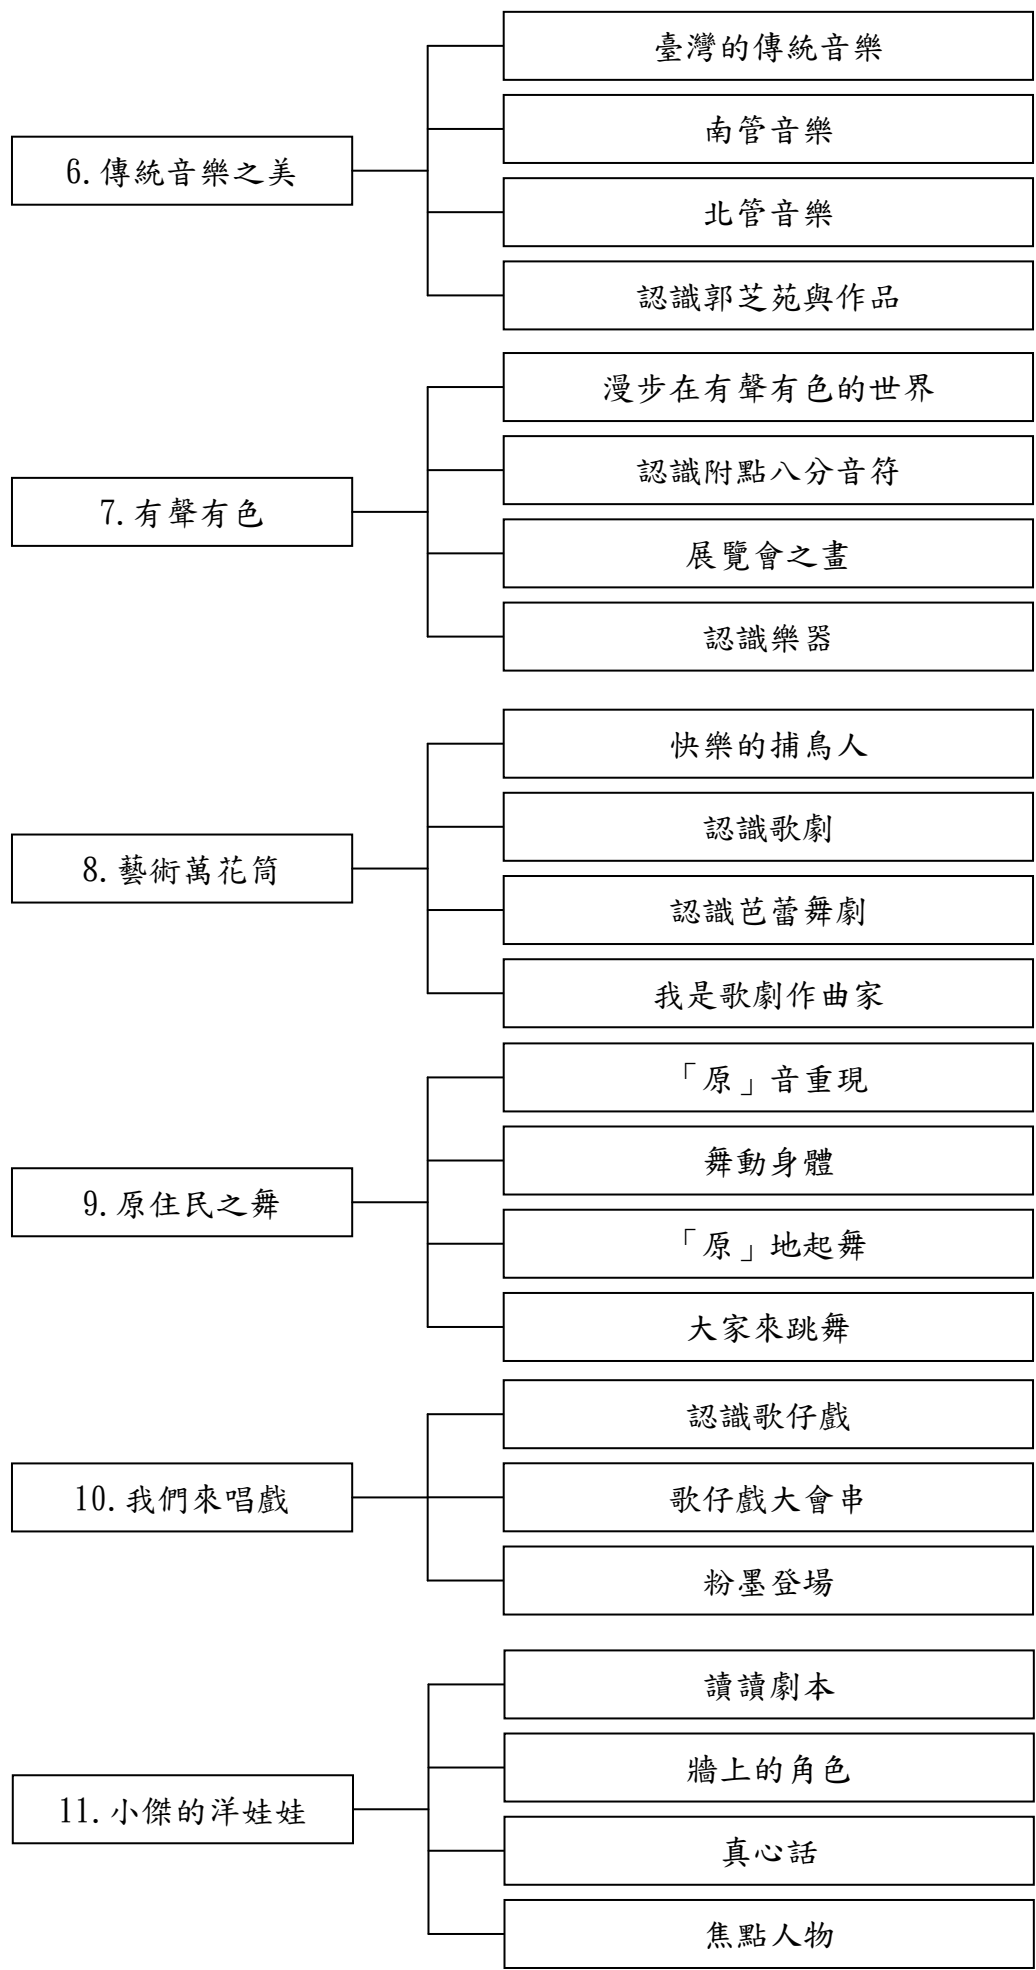 6.傳統音樂之美
臺灣的傳統音樂
南管音樂
北管音樂
認識郭芝苑與作品
7.有聲有色
漫步在有聲有色的世界
認識附點八分音符
展覽會之畫
認識樂器
8.藝術萬花筒
快樂的捕鳥人
認識歌劇
認識芭蕾舞劇
我是歌劇作曲家
9.原住民之舞
「原」音重現
舞動身體
「原」地起舞
大家來跳舞
10.我們來唱戲
認識歌仔戲
歌仔戲大會串
粉墨登場
11.小傑的洋娃娃
讀讀劇本
牆上的角色
真心話
焦點人物